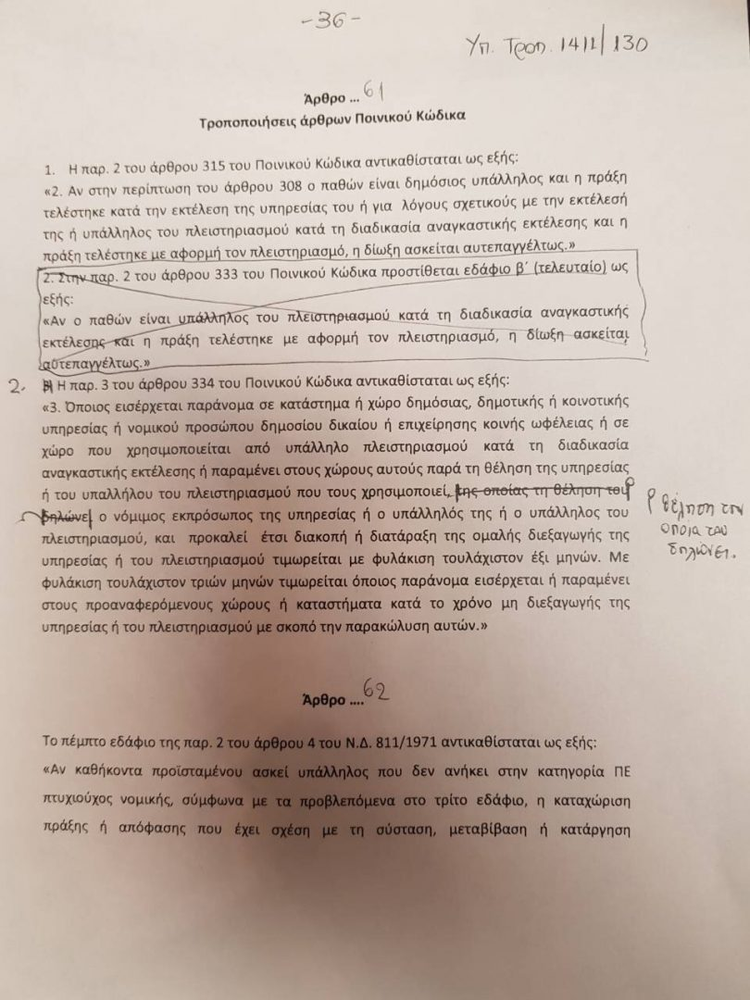 -36-
Υπ. Τροπ. 1411/130
Άρθρο ... 61
Τροποποιήσεις άρθρων Ποινικού Κώδικα
1. Η παρ. 2 του άρθρου 315 του Ποινικού Κώδικα αντικαθίσταται ως εξής:
«2. Αν στην περίπτωση του άρθρου 308 ο παθών είναι δημόσιος υπάλληλος και η πράξη
τελέστηκε κατά την εκτέλεση της υπηρεσίας του ή για λόγους σχετικούς με την εκτέλεσή
της ή υπάλληλος του πλειστηριασμού κατά τη διαδικασία αναγκαστικής εκτέλεσης και η
πράξη τελέστηκε με αφορμή τον πλειστηριασμό, η δίωξη ασκείται αυτεπαγγέλτως.»
2. Στην παρ. 2 του άρθρου 333 του Ποινικού Κώδικα προστίθεται εδάφιο β΄ (τελευταίο) ως
εξής:
«Αν ο παθών είναι υπάλληλος του πλειστηριασμού κατά τη διαδικασία αναγκαστικής
εκτέλεσης και η πράξη τελέστηκε με αφορμή τον πλειστηριασμό, η δίωξη ασκείται
αυτεπαγγέλτως.»
2. Η παρ. 3 του άρθρου 334 του Ποινικού Κώδικα αντικαθίσταται ως εξής:
«3. Όποιος εισέρχεται παράνομα σε κατάστημα ή χώρο δημόσιας, δημοτικής ή κοινοτικής
υπηρεσίας ή νομικού προσώπου δημοσίου δικαίου ή επιχείρησης κοινής ωφέλειας ή σε
χώρο που χρησιμοποιείται από υπάλληλο πλειστηριασμού κατά τη διαδικασία
αναγκαστικής εκτέλεσης ή παραμένει στους χώρους αυτούς παρά τη θέληση της υπηρεσίας
ή του υπαλλήλου του πλειστηριασμού που τους χρησιμοποιεί, της οποίας τη θέληση του
δηλώνει ο νόμιμος εκπρόσωπος της υπηρεσίας ή ο υπάλληλός της ή ο υπάλληλος του
πλειστηριασμού, και προκαλεί έτσι διακοπή ή διατάραξη της ομαλής διεξαγωγής της
υπηρεσίας ή του πλειστηριασμού τιμωρείται με φυλάκιση τουλάχιστον έξι μηνών. Με
φυλάκιση τουλάχιστον τριών μηνών τιμωρείται όποιος παράνομα εισέρχεται ή παραμένει
στους προαναφερόμενους χώρους ή καταστήματα κατά το χρόνο μη διεξαγωγής της
υπηρεσίας ή του πλειστηριασμού με σκοπό την παρακώλυση αυτών.»
θέληση την
οποία του
δηλώνει.
Άρθρο .... 62
Το πέμπτο εδάφιο της παρ. 2 του άρθρου 4 του Ν.Δ. 811/1971 αντικαθίσταται ως εξής:
«Αν καθήκοντα προϊσταμένου ασκεί υπάλληλος που δεν ανήκει στην κατηγορία ΠΕ
πτυχιούχος νομικής, σύμφωνα με τα προβλεπόμενα στο τρίτο εδάφιο, η καταχώριση
πράξης ή απόφασης που έχει σχέση με τη σύσταση, μεταβίβαση ή κατάργηση